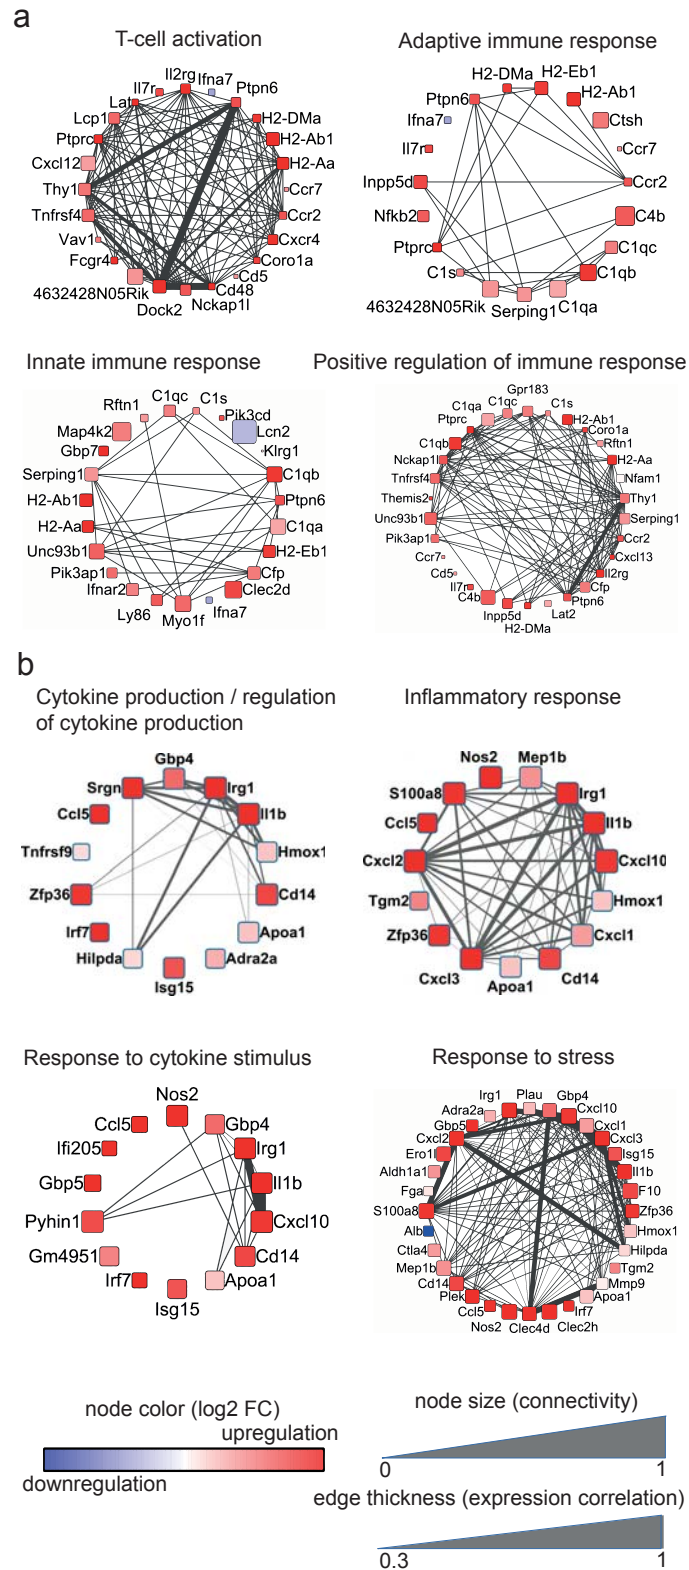 a
T-cell activation
Il2rg
Ifna7
Ptpn6
H2-DMa
H2-Ab1
H2-Aa
Ccr7
Ccr2
Cxcr4
Coro1a
Cd5
Cd48
Nckap1l
Dock2
4632428N05Rik
Fcgr4
Vav1
Tnfrsf4
Thy1
Cxcl12
Ptprc
Lcp1
Lat
Il7r
Adaptive immune response
H2-DMa
H2-Eb1
H2-Ab1
Ctsh
Ccr7
Ccr2
C4b
C1qc
C1qb
C1qa
Serping1
4632428N05Rik
C1s
Ptprc
Nfkb2
Inpp5d
Il7r
Ifna7
Ptpn6
Innate immune response
C1qc
C1s
Pik3cd
Lcn2
Klrg1
C1qb
Ptpn6
C1qa
H2-Eb1
Cfp
Clec2d
Ifna7
Myo1f
Ly86
Ifnar2
Pik3ap1
Unc93b1
H2-Aa
H2-Ab1
Serping1
Gbp7
Map4k2
Rftn1
Positive regulation of immune response
Gpr183
C1s
H2-Ab1
Coro1a
Rftn1
H2-Aa
Nfam1
Thy1
Serping1
Ccr2
Cxcl13
Il2rg
Cfp
Ptpn6
Lat2
H2-DMa
Inpp5d
C4b
Il7r
Cd5
Ccr7
Pik3ap1
Unc93b1
Themis2
Tnfrsf4
Nckap1l
C1qb
Ptprc
C1qa
C1qc
b
Cytokine production / regulation
of cytokine production
Gbp4
Irg1
Il1b
Hmox1
Cd14
Apoa1
Adra2a
Isg15
Hilpda
Irf7
Zfp36
Tnfrsf9
Ccl5
Srgn
Inflammatory response
Nos2
Mep1b
Irg1
Il1b
Cxcl10
Hmox1
Cxcl1
Cd14
Apoa1
Cxcl3
Zfp36
Tgm2
Cxcl2
Ccl5
S100a8
Response to cytokine stimulus
Nos2
Gbp4
Irg1
Il1b
Cxcl10
Cd14
Apoa1
Isg15
Irf7
Gm4951
Pyhin1
Gbp5
Ifi205
Ccl5
Response to stress
Irg1
Plau
Gbp4
Cxcl10
Cxcl1
Cxcl3
Isg15
Il1b
F10
Zfp36
Hmox1
Hilpda
Tgm2
Mmp9
Apoa1
Irf7
Clec2h
Clec4d
Nos2
Ccl5
Plek
Cd14
Mep1b
Ctla4
Alb
S100a8
Fga
Aldh1a1
Ero1l
Cxcl2
Gbp5
Adra2a
node color (log2 FC)
upregulation
downregulation
node size (connectivity)
0
1
edge thickness (expression correlation)
0.3
1